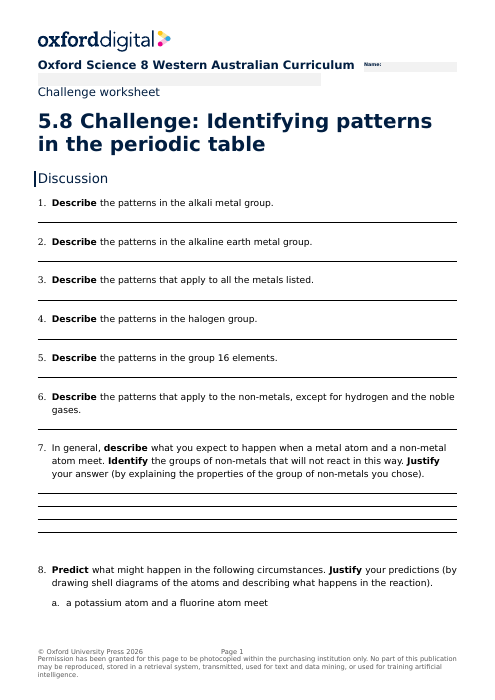 oxforddigital
Oxford Science 8 Western Australian Curriculum Name:
Challenge worksheet
5.8 Challenge: Identifying patterns
in the periodic table
Discussion
1. Describe the patterns in the alkali metal group.
2. Describe the patterns in the alkaline earth metal group.
3. Describe the patterns that apply to all the metals listed.
4. Describe the patterns in the halogen group.
5. Describe the patterns in the group 16 elements.
6. Describe the patterns that apply to the non-metals, except for hydrogen and the noble
gases.
7. In general, describe what you expect to happen when a metal atom and a non-metal
atom meet. Identify the groups of non-metals that will not react in this way. Justify
your answer (by explaining the properties of the group of non-metals you chose).
8. Predict what might happen in the following circumstances. Justify your predictions (by
drawing shell diagrams of the atoms and describing what happens in the reaction).
a. a potassium atom and a fluorine atom meet
© Oxford University Press 2026 Page 1
Permission has been granted for this page to be photocopied within the purchasing institution only. No part of this publication
may be reproduced, stored in a retrieval system, transmitted, used for text and data mining, or used for training artificial
intelligence.